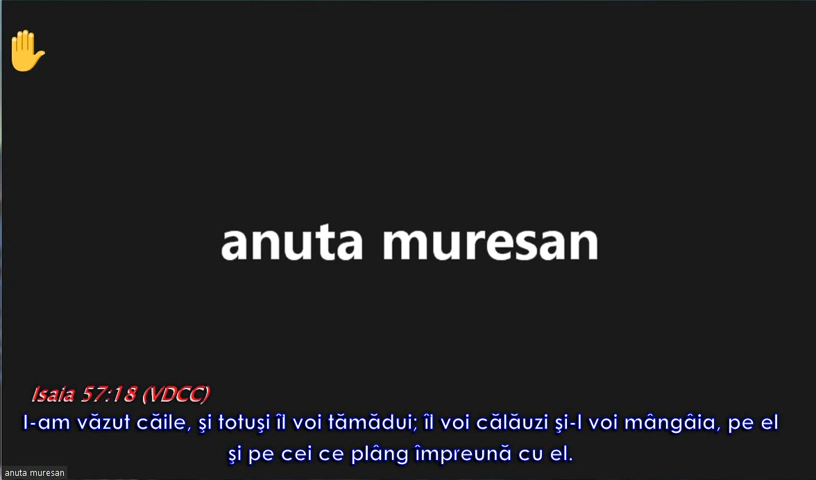 anuta muresan
Isaia 57:18 (VDCC)
I-am văzut căile, şi totuşi îl voi tămădui; îl voi călăuzi şi-l voi mângâia, pe el
şi pe cei ce plâng împreună cu el.
anuta muresan